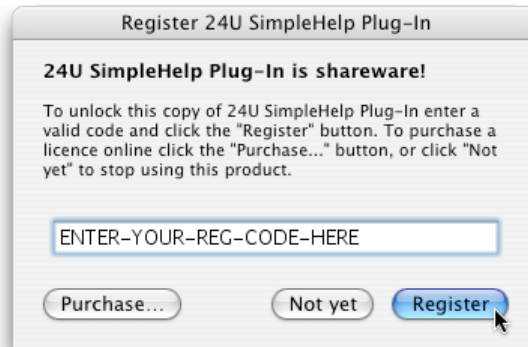 Register 24U SimpleHelp Plug-In
24U SimpleHelp Plug-In is shareware!
To unlock this copy of 24U SimpleHelp Plug-In enter a
valid code and click the "Register" button. To purchase a
licence online click the "Purchase..." button, or click "Not
yet" to stop using this product.
ENTER-YOUR-REG-CODE-HERE
Purchase... Not yet Register